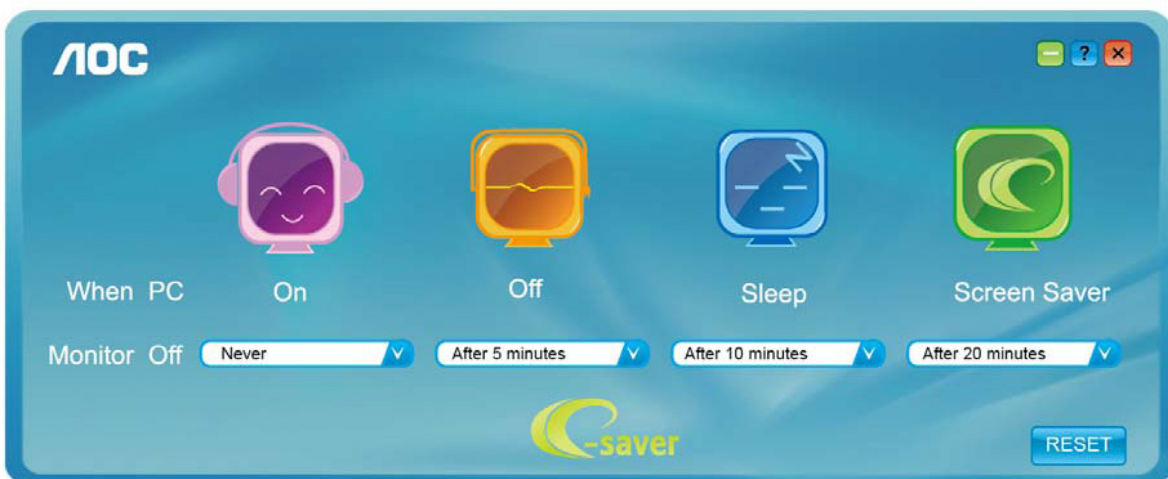 AOC
?
When PC On Off Sleep Screen Saver
Monitor Off Never After 5 minutes After 10 minutes After 20 minutes
e-saver
RESET